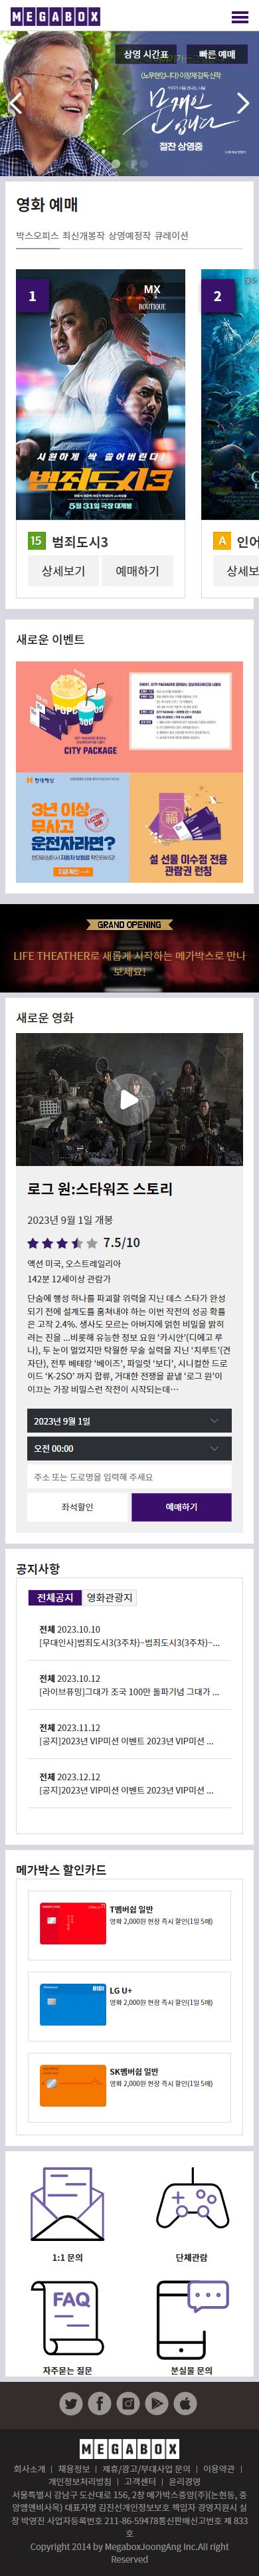 MEGABOX
상영 시간표
빠른 예매
〈노무현입니다〉 이창재 감독 신작
문재인
입니다
절찬 상영중
영화 예매
박스오피스 최신개봉작 상영예정작 큐레이션
1
MX
BOUTIQUE
시원하게 싹 쓸어버린다!
범죄도시3
5월 31일 극장 대개봉
2
15 범죄도시3
상세보기
예매하기
A 인어
상세보
새로운 이벤트
CITY PACKAGE
현대해상
3년 이상
무사고
운전자라면?
지금 확인
福
설 선물 이수점 전용
관람권 런칭
GRAND OPENING
LIFE THEATHER로 새롭게 시작하는 메가박스로 만나
보세요!
새로운 영화
로그 원:스타워즈 스토리
2023년 9월 1일 개봉
7.5/10
액션 미국, 오스트레일리아
142분 12세이상 관람가
단숨에 행성 하나를 파괴할 위력을 지닌 데스 스타가 완성
되기 전에 설계도를 훔쳐내야 하는 이번 작전의 성공 확률
은 고작 2.4%. 생사도 모르는 아버지에 얽힌 비밀을 밝히
려는 진을 ...비롯해 유능한 정보 요원 '카시안'(디에고 루
나), 두 눈이 멀었지만 탁월한 무술 실력을 지닌 '치루트'(견
자단), 전투 베테랑 '베이즈', 파일럿 '보디', 시니컬한 드로
이드 'K-2SO' 까지 합류, 거대한 전쟁을 끝낼 '로그 원'이
이끄는 가장 비밀스런 작전이 시작되는데…
2023년 9월 1일
오전 00:00
주소 또는 도로명을 입력해 주세요
좌석할인
예매하기
공지사항
전체공지
영화관광지
전체 2023.10.10
[무대인사]범죄도시3(3주차)~범죄도시3(3주차)~...
전체 2023.10.12
[라이브퓨밍]그대가 조국 100만 돌파기념 그대가 ...
전체 2023.11.12
[공지]2023년 VIP미션 이벤트 2023년 VIP미션 ...
전체 2023.12.12
[공지]2023년 VIP미션 이벤트 2023년 VIP미션 ...
메가박스 할인카드
T멤버쉽 일반
영화 2,000원 현장 즉시 할인(1일 5매)
RIDI
LG U+
영화 2,000원 현장 즉시 할인(1일 5매)
SK멤버쉽 일반
영화 2,000원 현장 즉시 할인(1일 5매)
1:1 문의
단체관람
FAQ
자주묻는 질문
분실물 문의
MEGABOX
회사소개 | 채용정보 | 제휴/광고/부대사업 문의 | 이용약관 |
개인정보처리방침 | 고객센터 | 윤리경영
서울특별시 강남구 도산대로 156, 2창 메가박스중앙(주)(논현동, 중
앙엠앤비사옥) 대표자명 김진선개인정보보호 책임자 경영지원시 실
장 박영진 사업자등록번호 211-86-59478통신판매신고번호 제 833
호
Copyright 2014 by MegaboxJoongAng Inc.All right
Reserved